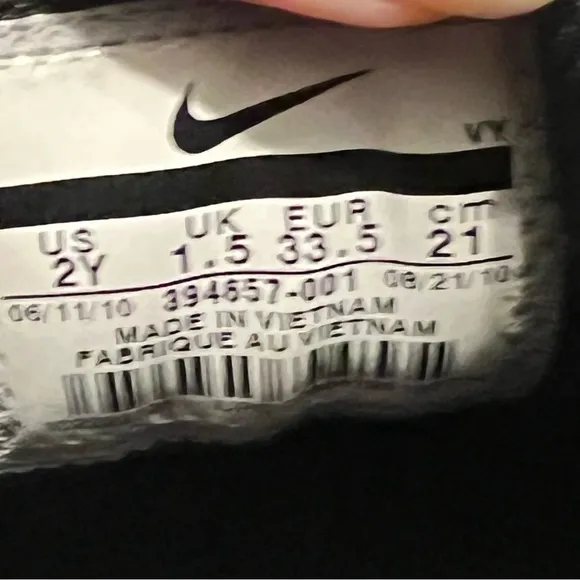 VY
US UK EUR cm
2Y 1.5 33.5 21
06/11/10 394657-001 08/21/10
MADE IN VIETNAM
FABRIQUE AU VIETNAM